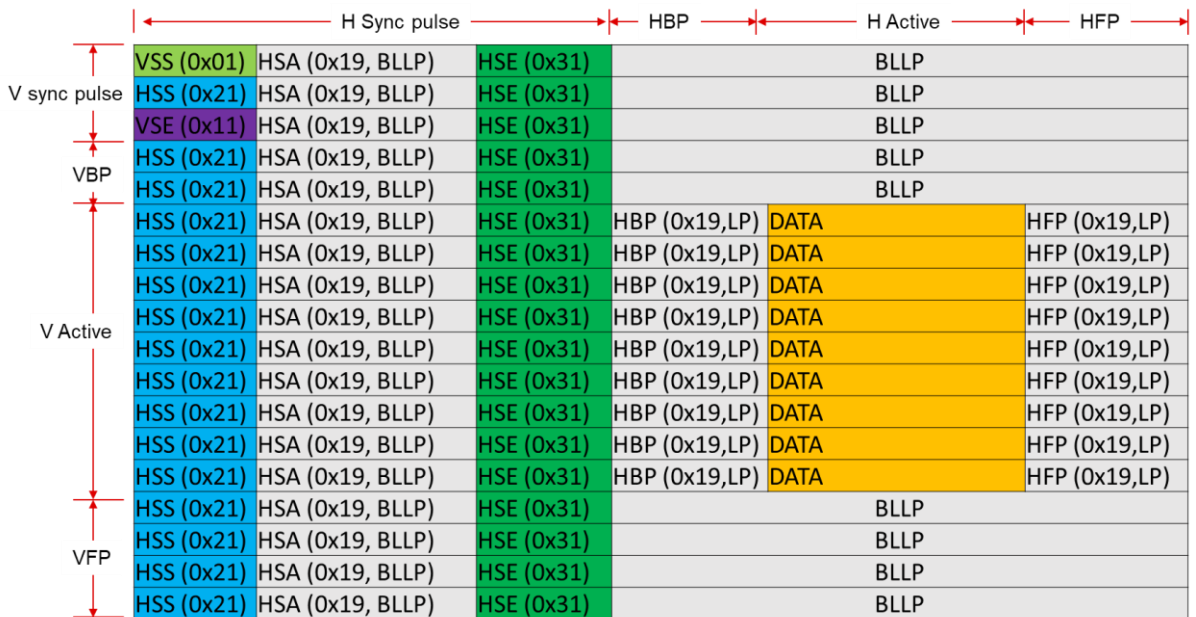 H Sync pulse HBP H Active HFP
VSS (0x01) HSA (0x19, BLLP) HSE (0x31) BLLP
V sync pulse HSS (0x21) HSA (0x19, BLLP) HSE (0x31) BLLP
VSE (0x11) HSA (0x19, BLLP) HSE (0x31) BLLP
HSS (0x21) HSA (0x19, BLLP) HSE (0x31) BLLP
VBP
HSS (0x21) HSA (0x19, BLLP) HSE (0x31) BLLP
HSS (0x21) HSA (0x19, BLLP) HSE (0x31) HBP (0x19,LP) DATA HFP (0x19,LP)
HSS (0x21) HSA (0x19, BLLP) HSE (0x31) HBP (0x19,LP) DATA HFP (0x19,LP)
HSS (0x21) HSA (0x19, BLLP) HSE (0x31) HBP (0x19,LP) DATA HFP (0x19,LP)
HSS (0x21) HSA (0x19, BLLP) HSE (0x31) HBP (0x19,LP) DATA HFP (0x19,LP)
V Active HSS (0x21) HSA (0x19, BLLP) HSE (0x31) HBP (0x19,LP) DATA HFP (0x19,LP)
HSS (0x21) HSA (0x19, BLLP) HSE (0x31) HBP (0x19,LP) DATA HFP (0x19,LP)
HSS (0x21) HSA (0x19, BLLP) HSE (0x31) HBP (0x19,LP) DATA HFP (0x19,LP)
HSS (0x21) HSA (0x19, BLLP) HSE (0x31) HBP (0x19,LP) DATA HFP (0x19,LP)
HSS (0x21) HSA (0x19, BLLP) HSE (0x31) HBP (0x19,LP) DATA HFP (0x19,LP)
HSS (0x21) HSA (0x19, BLLP) HSE (0x31) BLLP
HSS (0x21) HSA (0x19, BLLP) HSE (0x31) BLLP
VFP
HSS (0x21) HSA (0x19, BLLP) HSE (0x31) BLLP
HSS (0x21) HSA (0x19, BLLP) HSE (0x31) BLLP